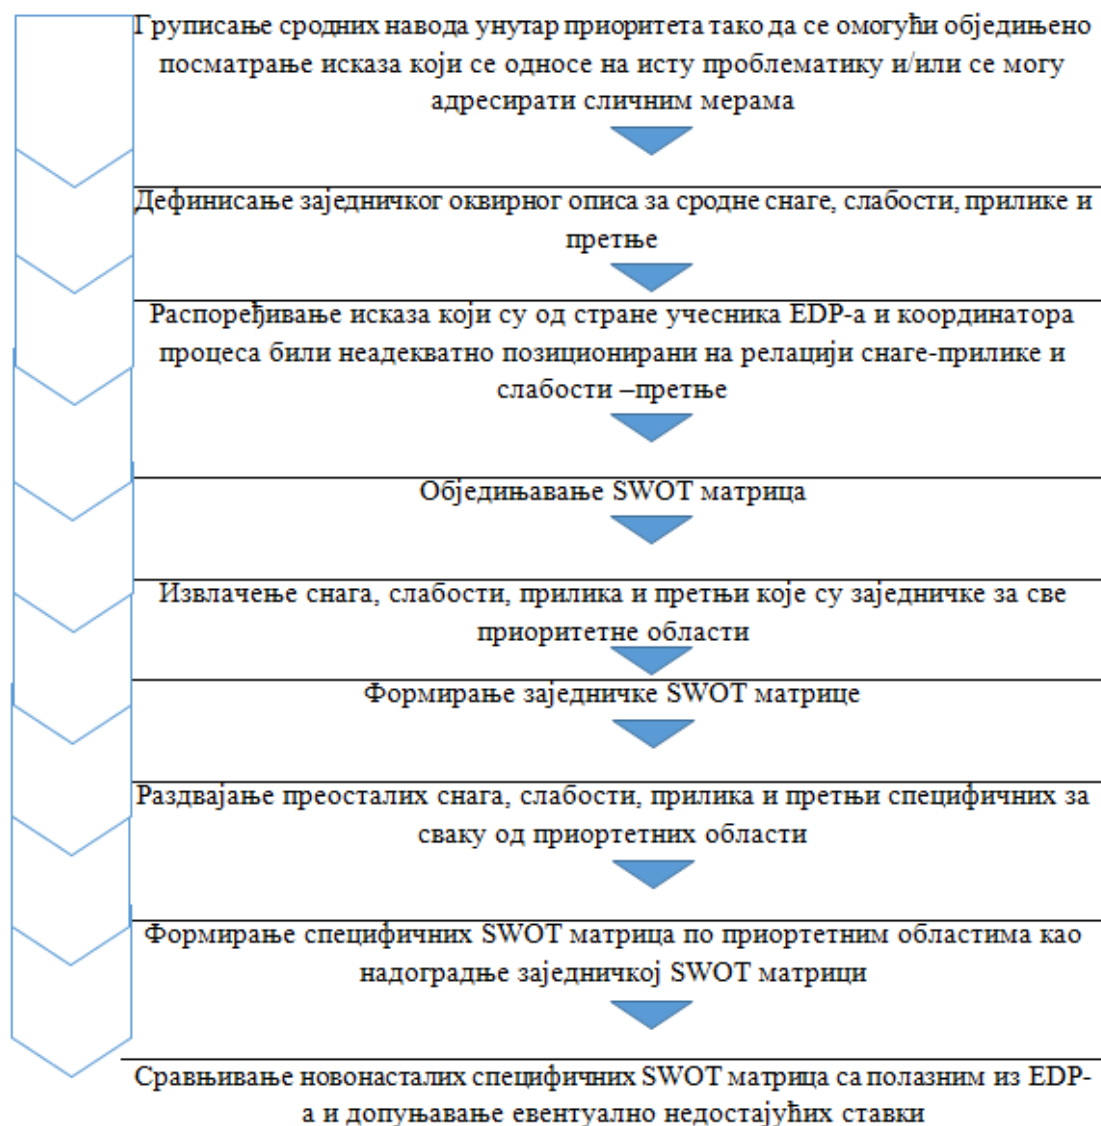 Груписање сродних навода унутар приоритета тако да се омогући обједињено
посматрање исказа који се односе на исту проблематику и/или се могу
адресирати сличним мерама
Дефинисање заједничког оквирног описа за сродне снаге, слабости, прилике и
претње
Распоређивање исказа који су од стране учесника EDP-а и координатора
процеса били неадекватно позиционирани на релацији снаге-прилике и
слабости –претње
Обједињавање SWOT матрица
Извлачење снага, слабости, прилика и претњи које су заједничке за све
приоритетне области
Формирање заједничке SWOT матрице
Раздвајање преосталих снага, слабости, прилика и претњи специфичних за
сваку од приортетних области
Формирање специфичних SWOT матрица по приортетним областима као
надоградње заједничкој SWOT матрици
Сравњивање новонасталих специфичних SWOT матрица са полазним из EDP-
а и допуњавање евентуално недостајућих ставки